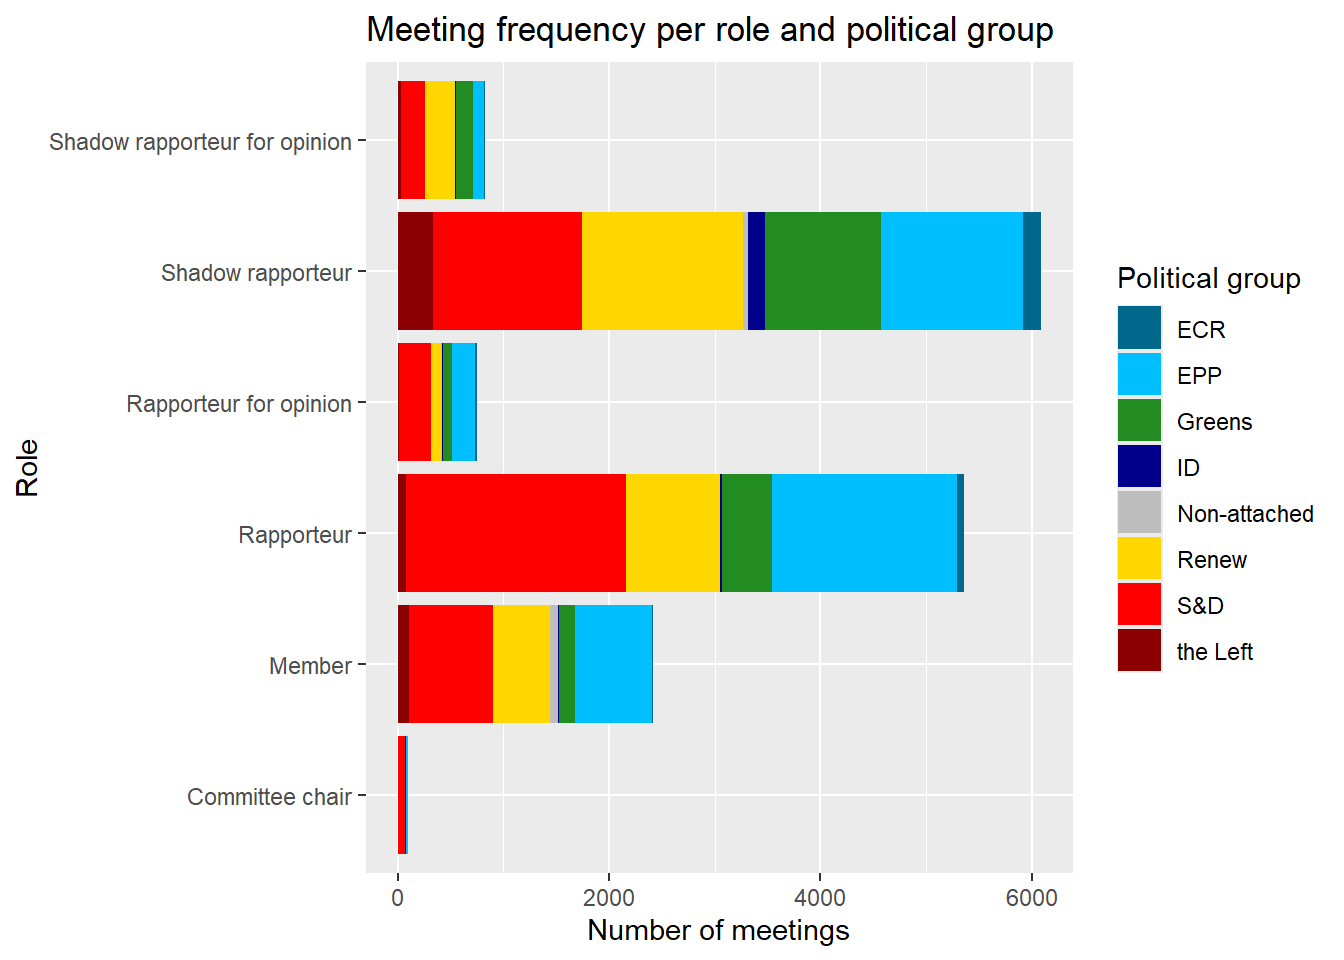 Meeting frequency per role and political group
Role
Shadow rapporteur for opinion
Shadow rapporteur
Rapporteur for opinion
Rapporteur
Member
Committee chair
0 2000 4000 6000
Number of meetings
Political group
ECR
EPP
Greens
ID
Non-attached
Renew
S&D
the Left